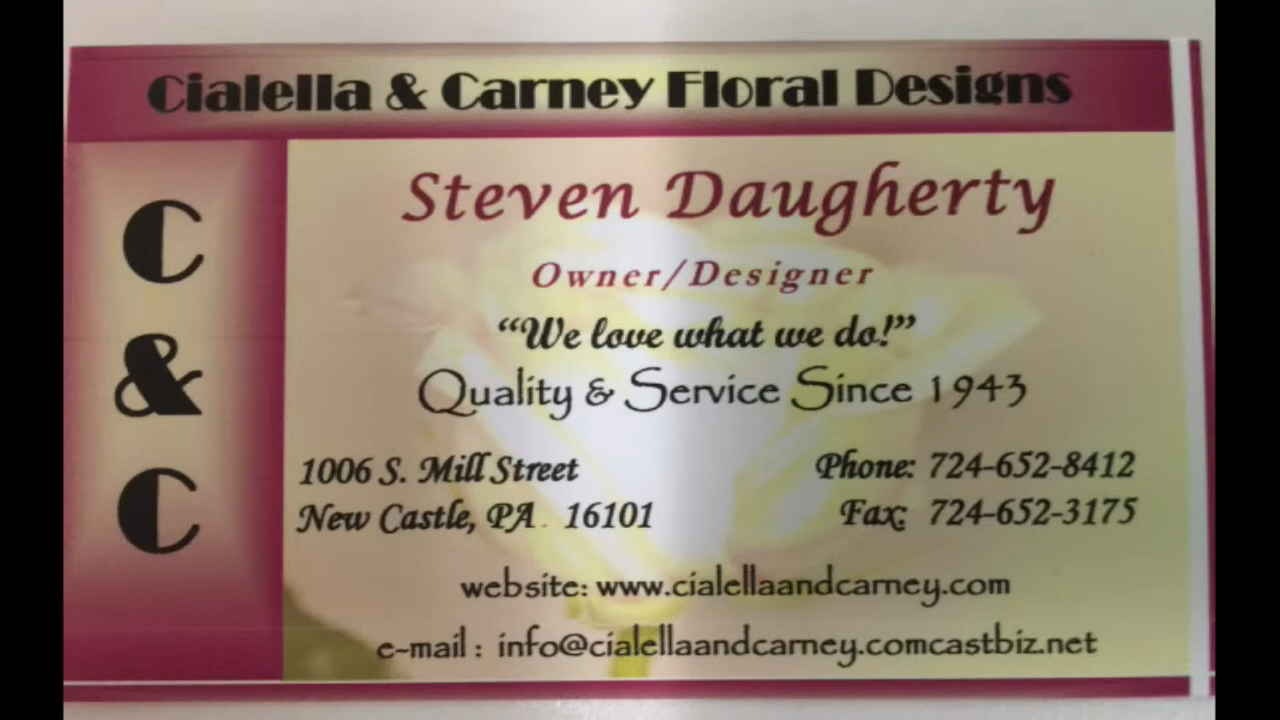 Cialella & Carney Floral Designs
C
&
C
Steven Daugherty
Owner/Designer
“We love what we do!”
Quality & Service Since 1943
1006 S. Mill Street
New Castle, PA. 16101
Phone: 724-652-8412
Fax: 724-652-3175
website: www.cialellaandcarney.com
e-mail : info@cialellaandcarney.comcastbiz.net